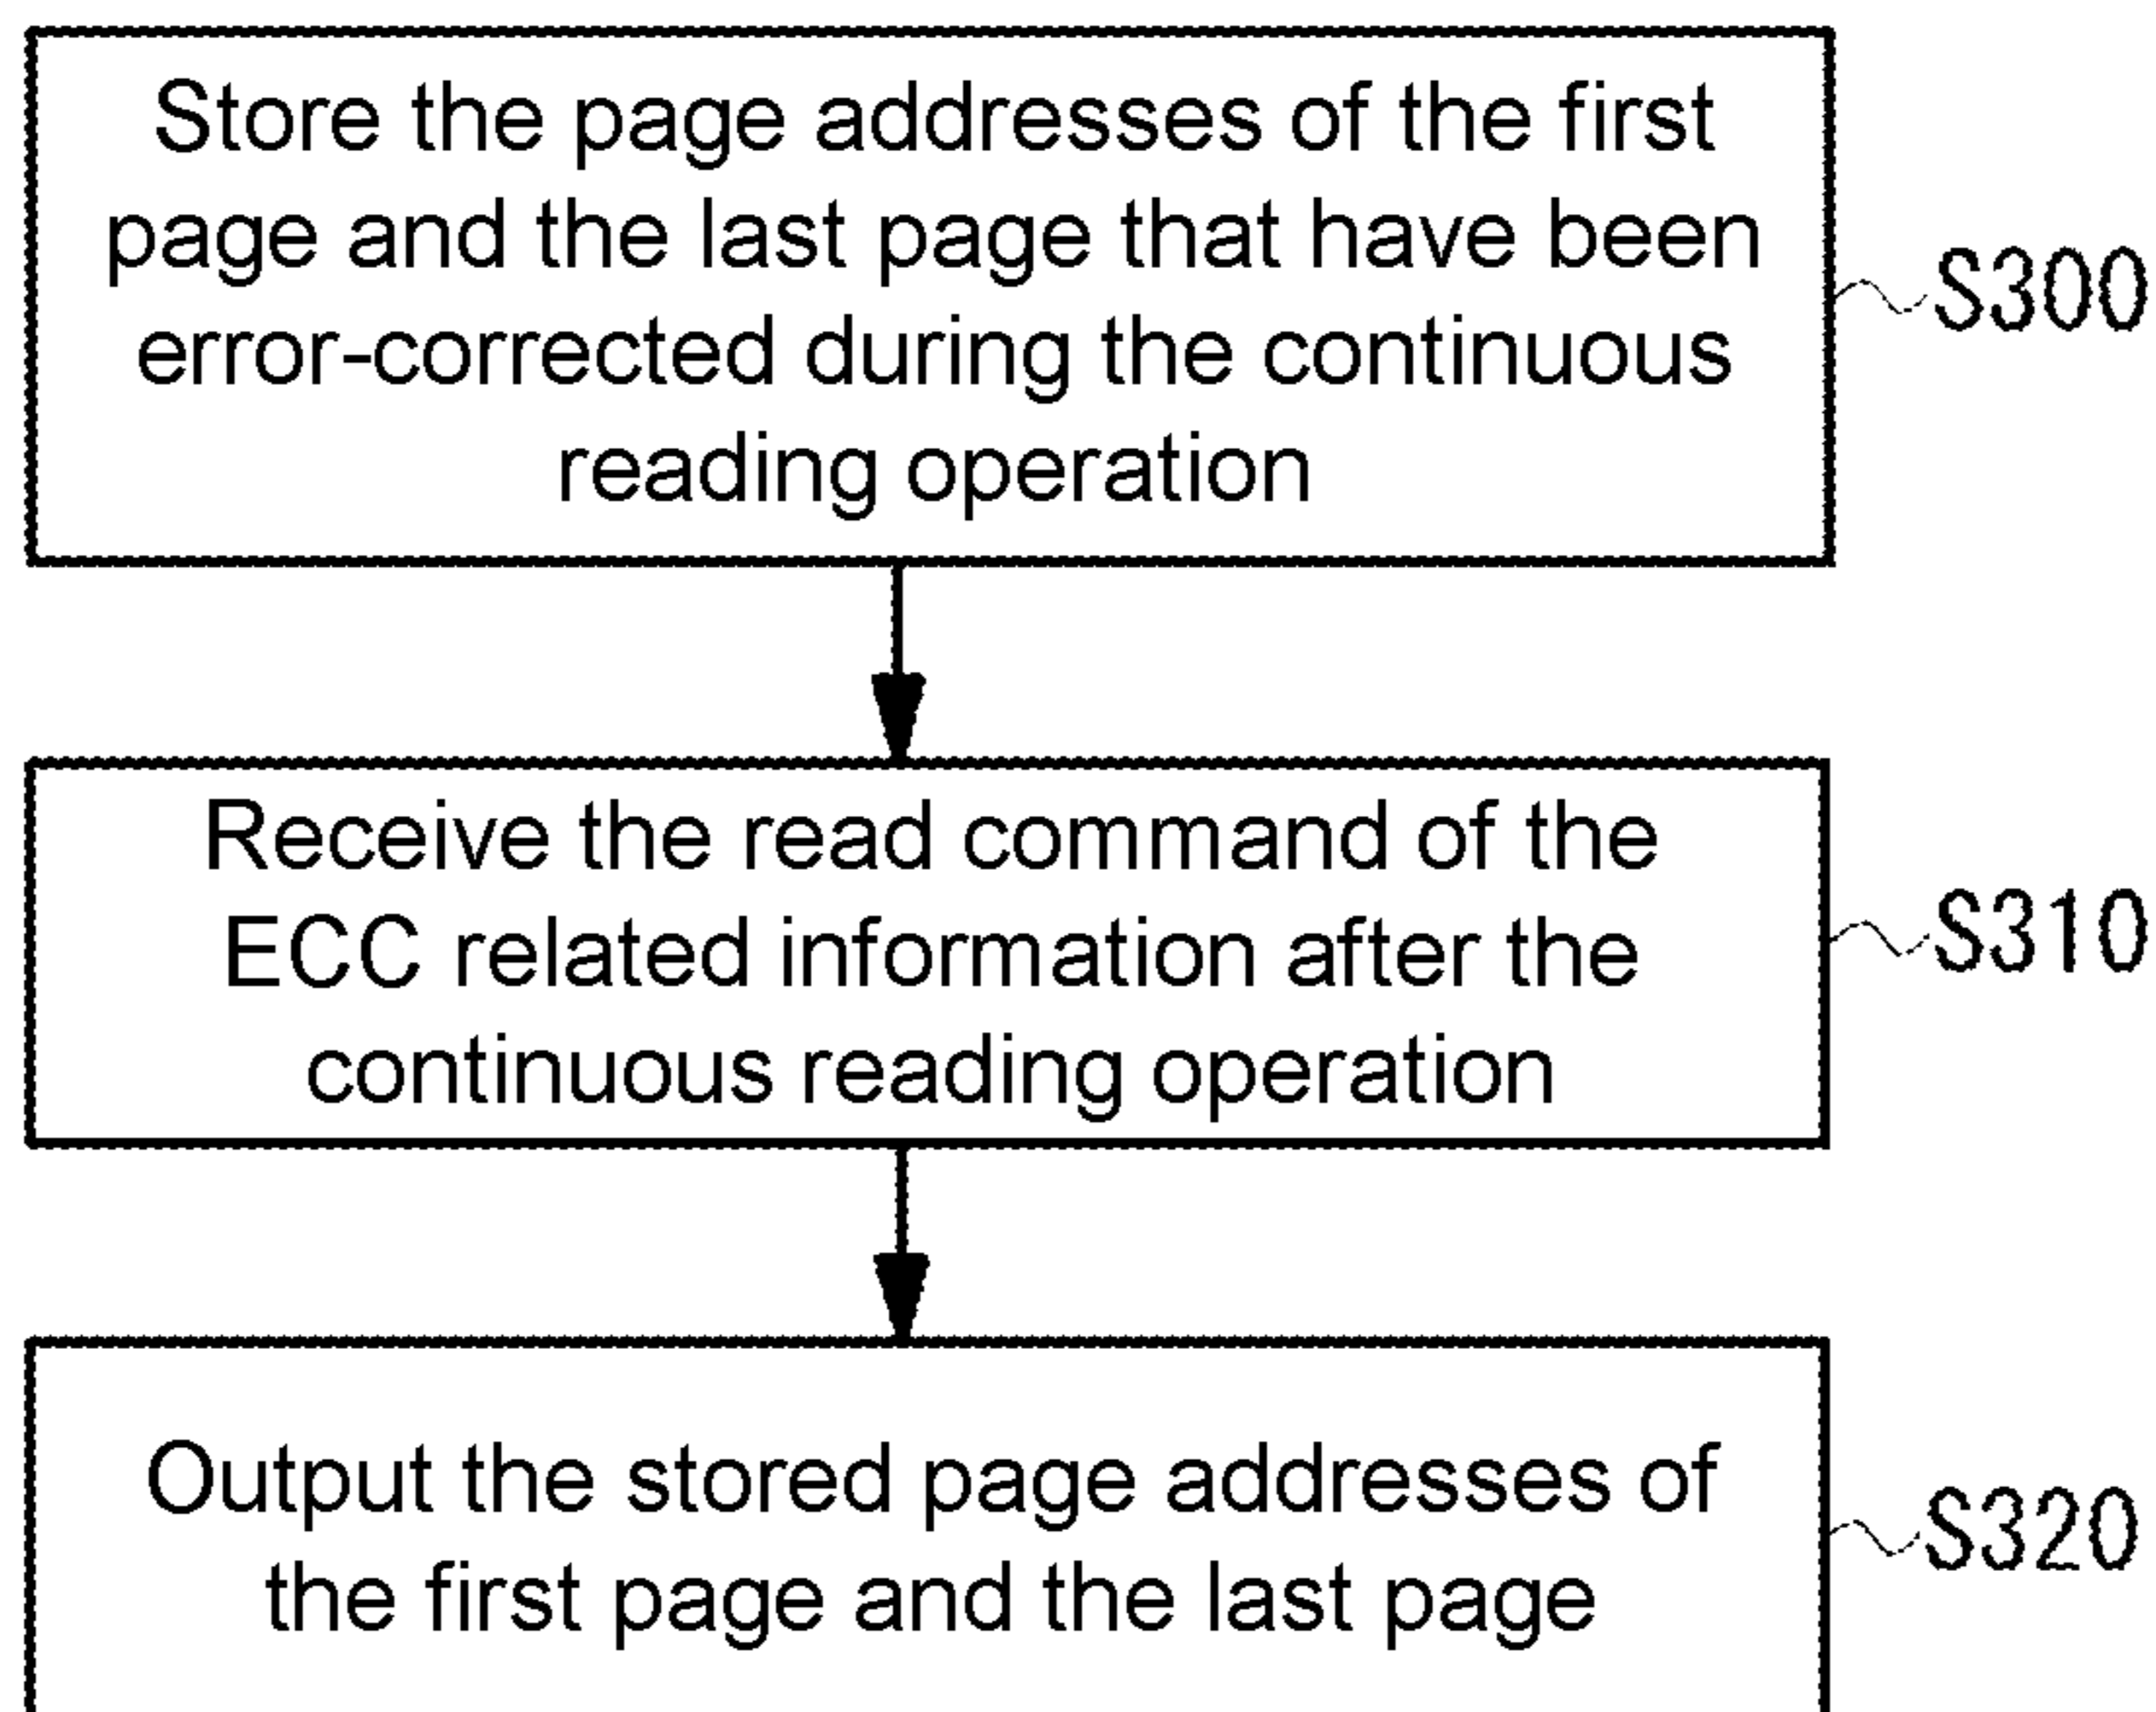 Store the page addresses of the first
page and the last page that have been
error-corrected during the continuous
reading operation
S300
Receive the read command of the
ECC related information after the
continuous reading operation
S310
Output the stored page addresses of
the first page and the last page
S320